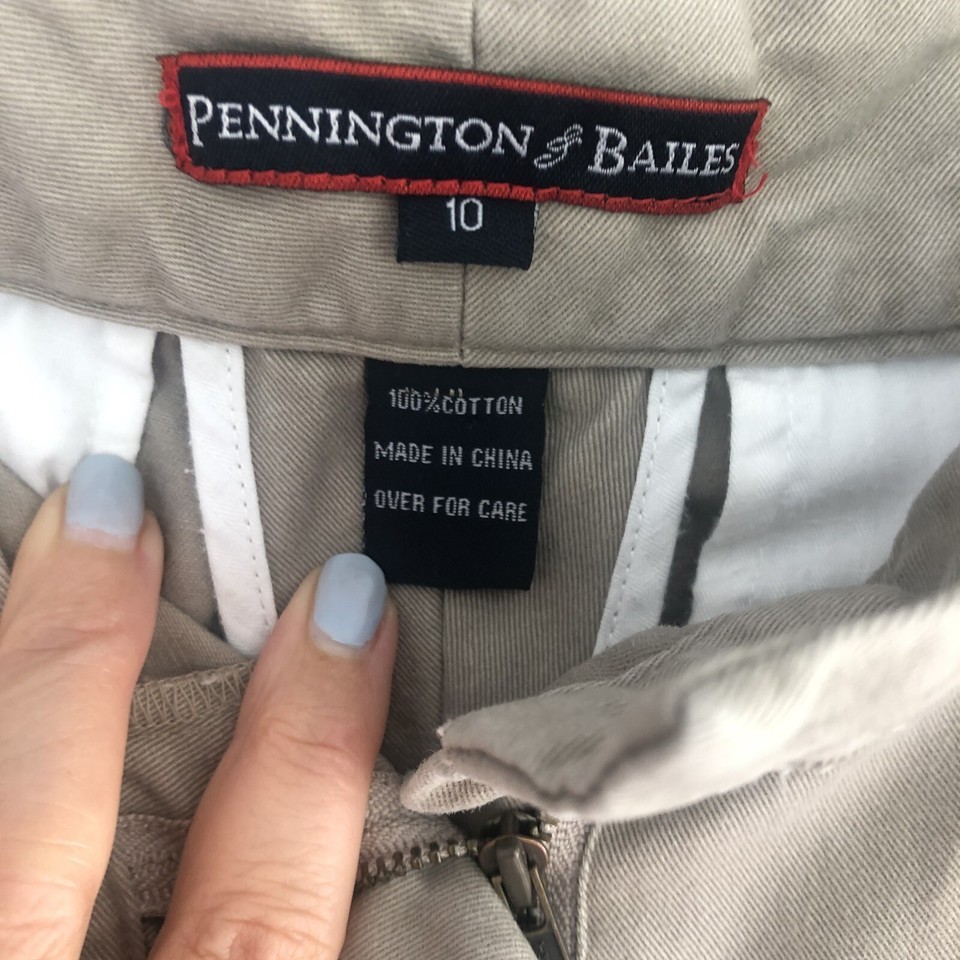 PENNINGTON & BAILES
10
100% COTTON
MADE IN CHINA
OVER FOR CARE